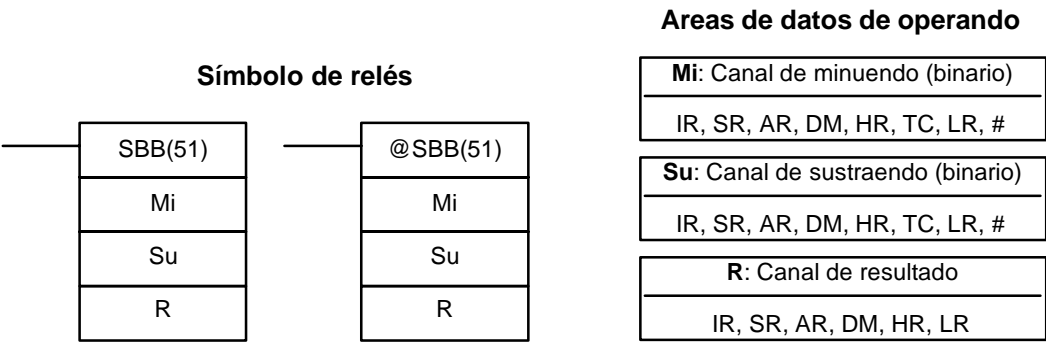 Areas de datos de operando
Símbolo de relés
SBB(51)
Mi
Su
R
@SBB(51)
Mi
Su
R
Mi: Canal de minuendo (binario)
IR, SR, AR, DM, HR, TC, LR, #
Su: Canal de sustraendo (binario)
IR, SR, AR, DM, HR, TC, LR, #
R: Canal de resultado
IR, SR, AR, DM, HR, LR